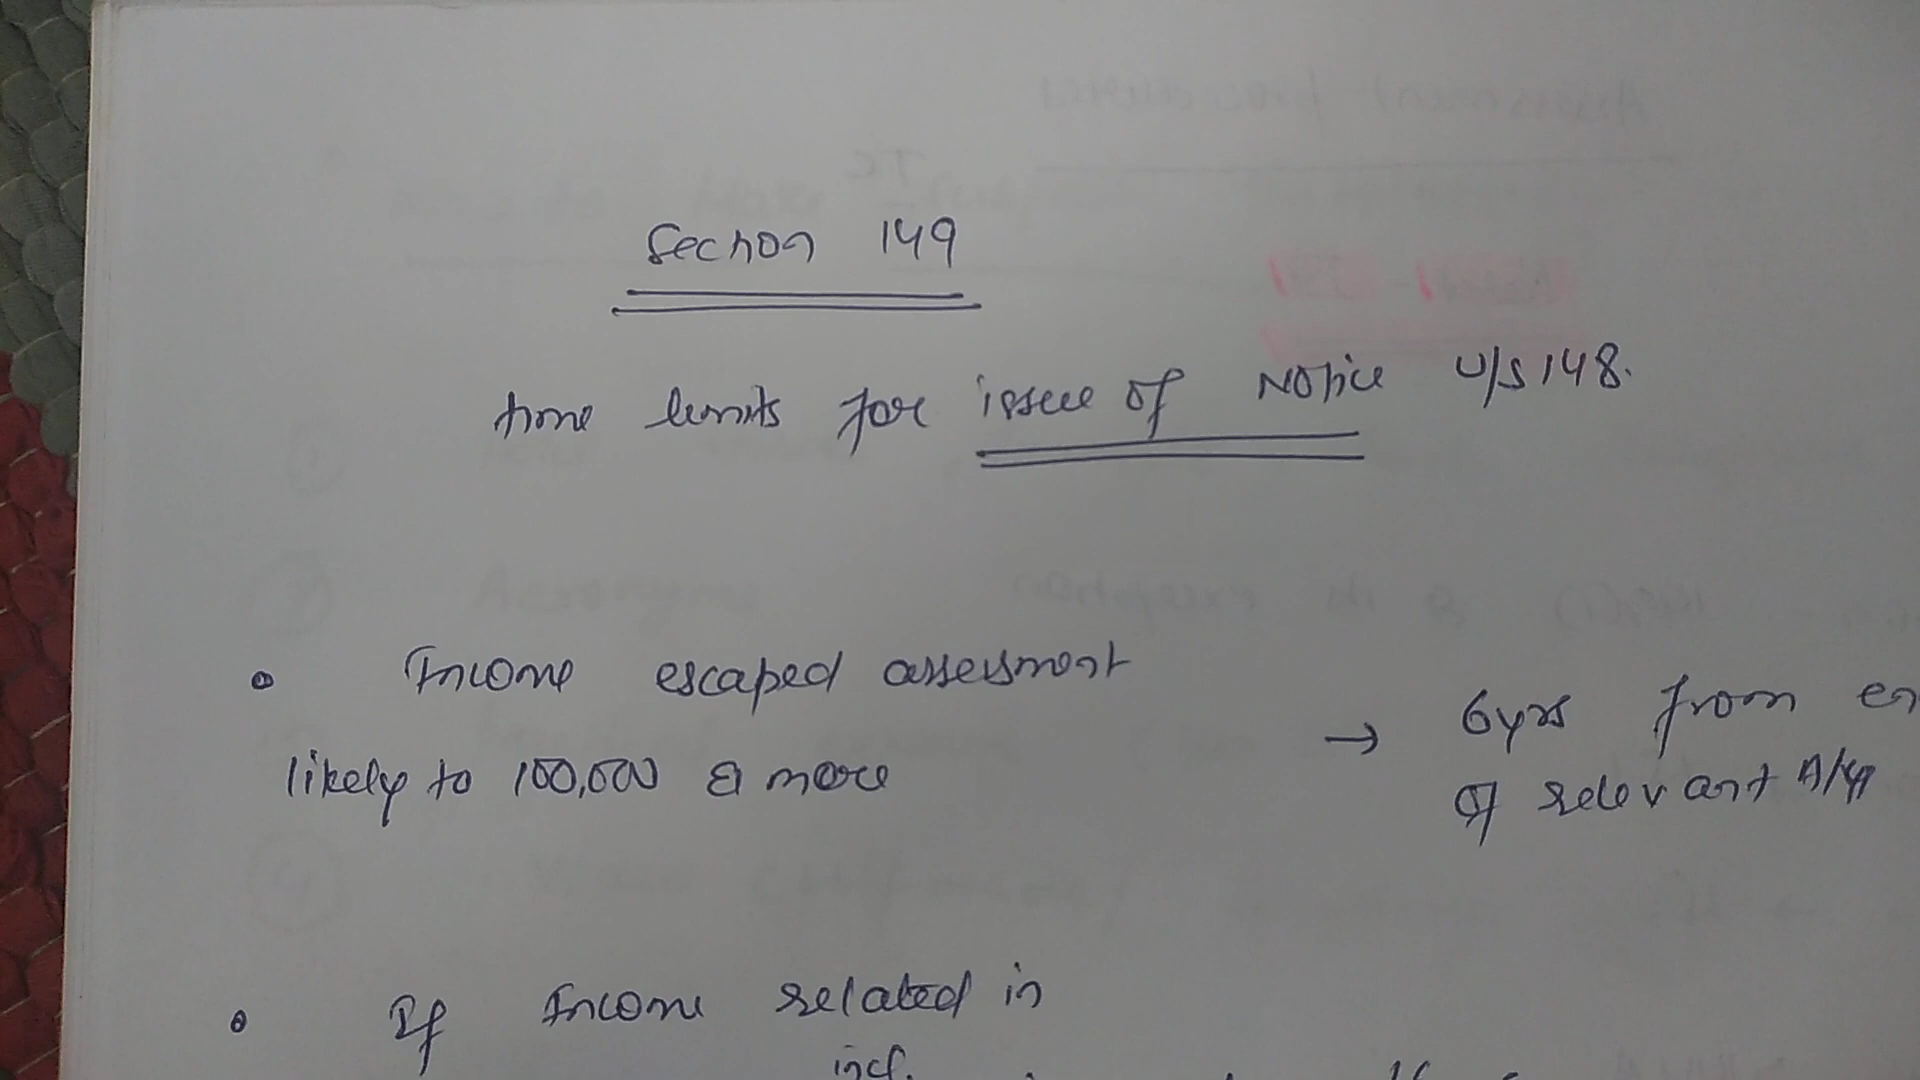 Section 149
time limits for issue of Notice u/s 148.
Income escaped assessment
likely to 100,000 & more
→ 6yrs from en
of relevant A/y
If Income related in
incl.